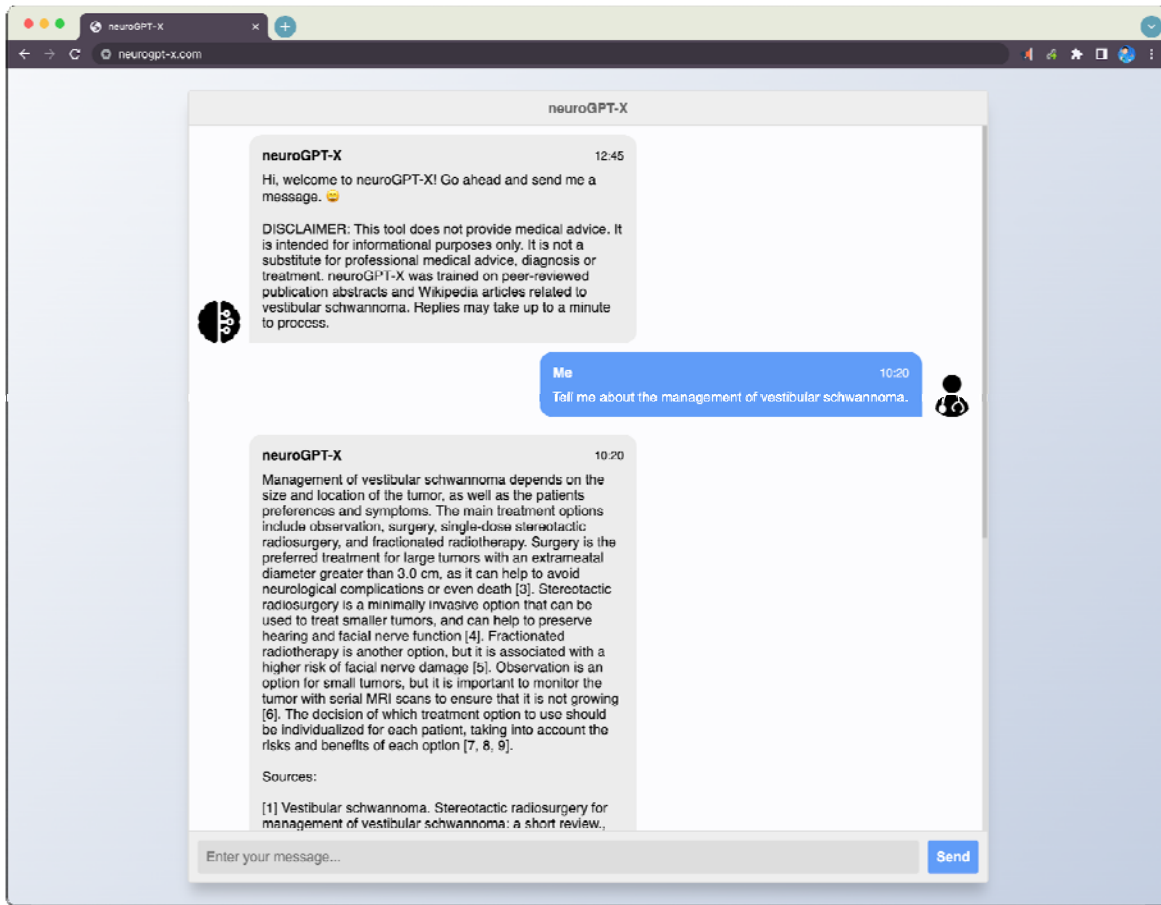 neuroGPT-X
neurogpt-x.com
neuroGPT-X
neuroGPT-X 12:45
Hi, welcome to neuroGPT-X! Go ahead and send me a
message. 😄
DISCLAIMER: This tool does not provide medical advice. It
is intended for informational purposes only. It is not a
substitute for professional medical advice, diagnosis or
treatment. neuroGPT-X was trained on peer-reviewed
publication abstracts and Wikipedia articles related to
vestibular schwannoma. Replies may take up to a minute
to process.
Me 10:20
Tell me about the management of vestibular schwannoma.
neuroGPT-X 10:20
Management of vestibular schwannoma depends on the
size and location of the tumor, as well as the patients
preferences and symptoms. The main treatment options
include observation, surgery, single-dose stereotactic
radiosurgery, and fractionated radiotherapy. Surgery is the
preferred treatment for large tumors with an extrameatal
diameter greater than 3.0 cm, as it can help to avoid
neurological complications or even death [3]. Stereotactic
radiosurgery is a minimally invasive option that can be
used to treat smaller tumors, and can help to preserve
hearing and facial nerve function [4]. Fractionated
radiotherapy is another option, but it is associated with a
higher risk of facial nerve damage [5]. Observation is an
option for small tumors, but it is important to monitor the
tumor with serial MRI scans to ensure that it is not growing
[6]. The decision of which treatment option to use should
be individualized for each patient, taking into account the
risks and benefits of each option [7, 8, 9].
Sources:
[1] Vestibular schwannoma. Stereotactic radiosurgery for
management of vestibular schwannoma: a short review.,
Enter your message...
Send